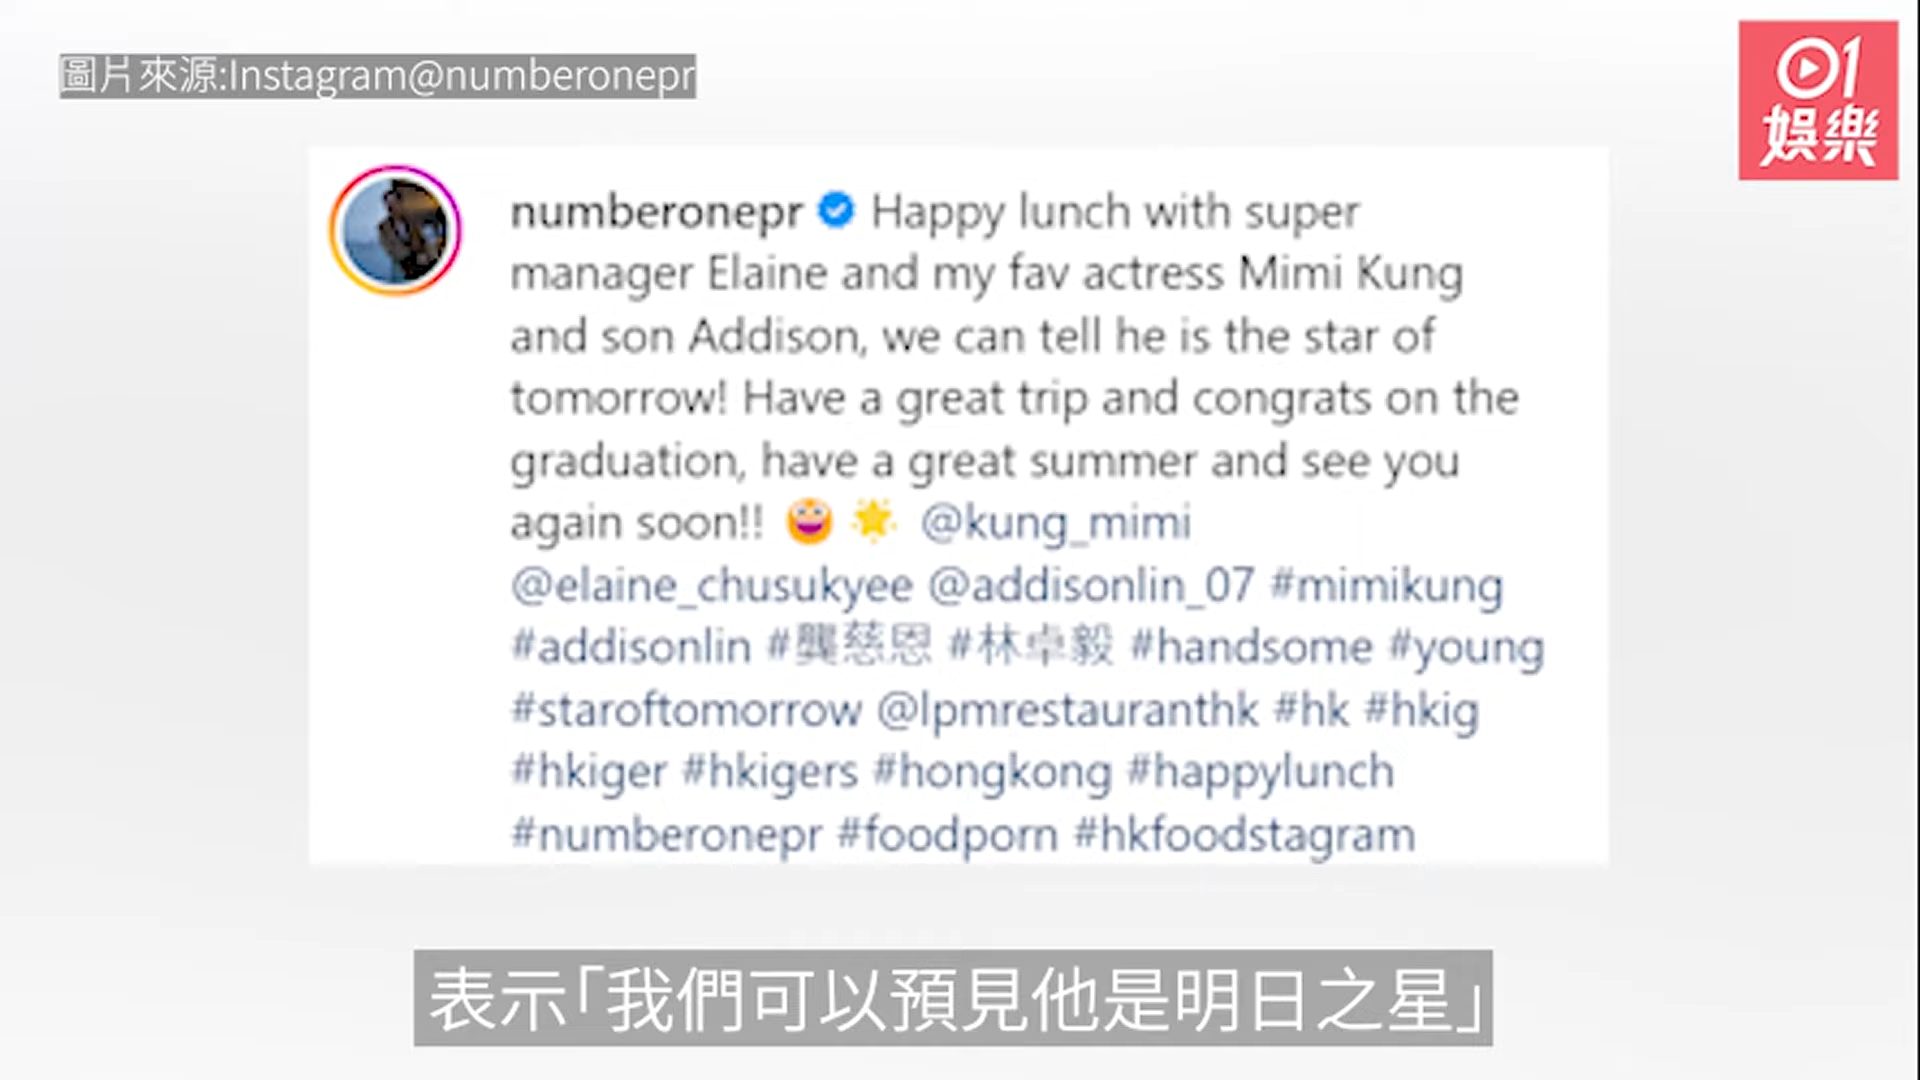 圖片來源:Instagram@numberonepr
01
娛樂
numberonepr Happy lunch with super
manager Elaine and my fav actress Mimi Kung
and son Addison, we can tell he is the star of
tomorrow! Have a great trip and congrats on the
graduation, have a great summer and see you
again soon!! 😄 🌟 @kung_mimi
@elaine_chusukyee @addisonlin_07 #mimikung
#addisonlin #龔慈恩 #林卓毅 #handsome #young
#staroftomorrow @lpmrestauranthk #hk #hkig
#hkiger #hkigers #hongkong #happylunch
#numberonepr #foodporn #hkfoodstagram
表示「我們可以預見他是明日之星」